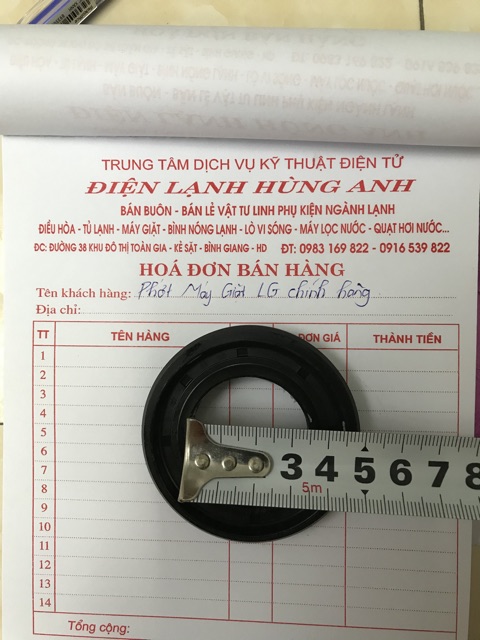 TRUNG TÂM DỊCH VỤ KỸ THUẬT ĐIỆN TỬ
ĐIỆN LẠNH HÙNG ANH
BÁN BUÔN - BÁN LẺ VẬT TƯ LINH PHỤ KIỆN NGÀNH LẠNH
ĐIỀU HÒA - TỦ LẠNH - MÁY GIẶT - BÌNH NÓNG LẠNH - LÒ VI SÓNG - MÁY LỌC NƯỚC - QUẠT HƠI NƯỚC...
ĐC: ĐƯỜNG 38 KHU ĐÔ THỊ TOÀN GIA - KẺ SẶT - BÌNH GIANG - HD ĐT: 0983 169 822 - 0916 539 822
HOÁ ĐƠN BÁN HÀNG
Tên khách hàng: Phớt Máy Giặt LG chính hãng
Địa chỉ:
TT TÊN HÀNG ĐƠN GIÁ THÀNH TIỀN
1
2
3
4
5
6
7
3 4 5 6 7 8
5m
8
9
10
11
12
13
14
Tổng cộng: